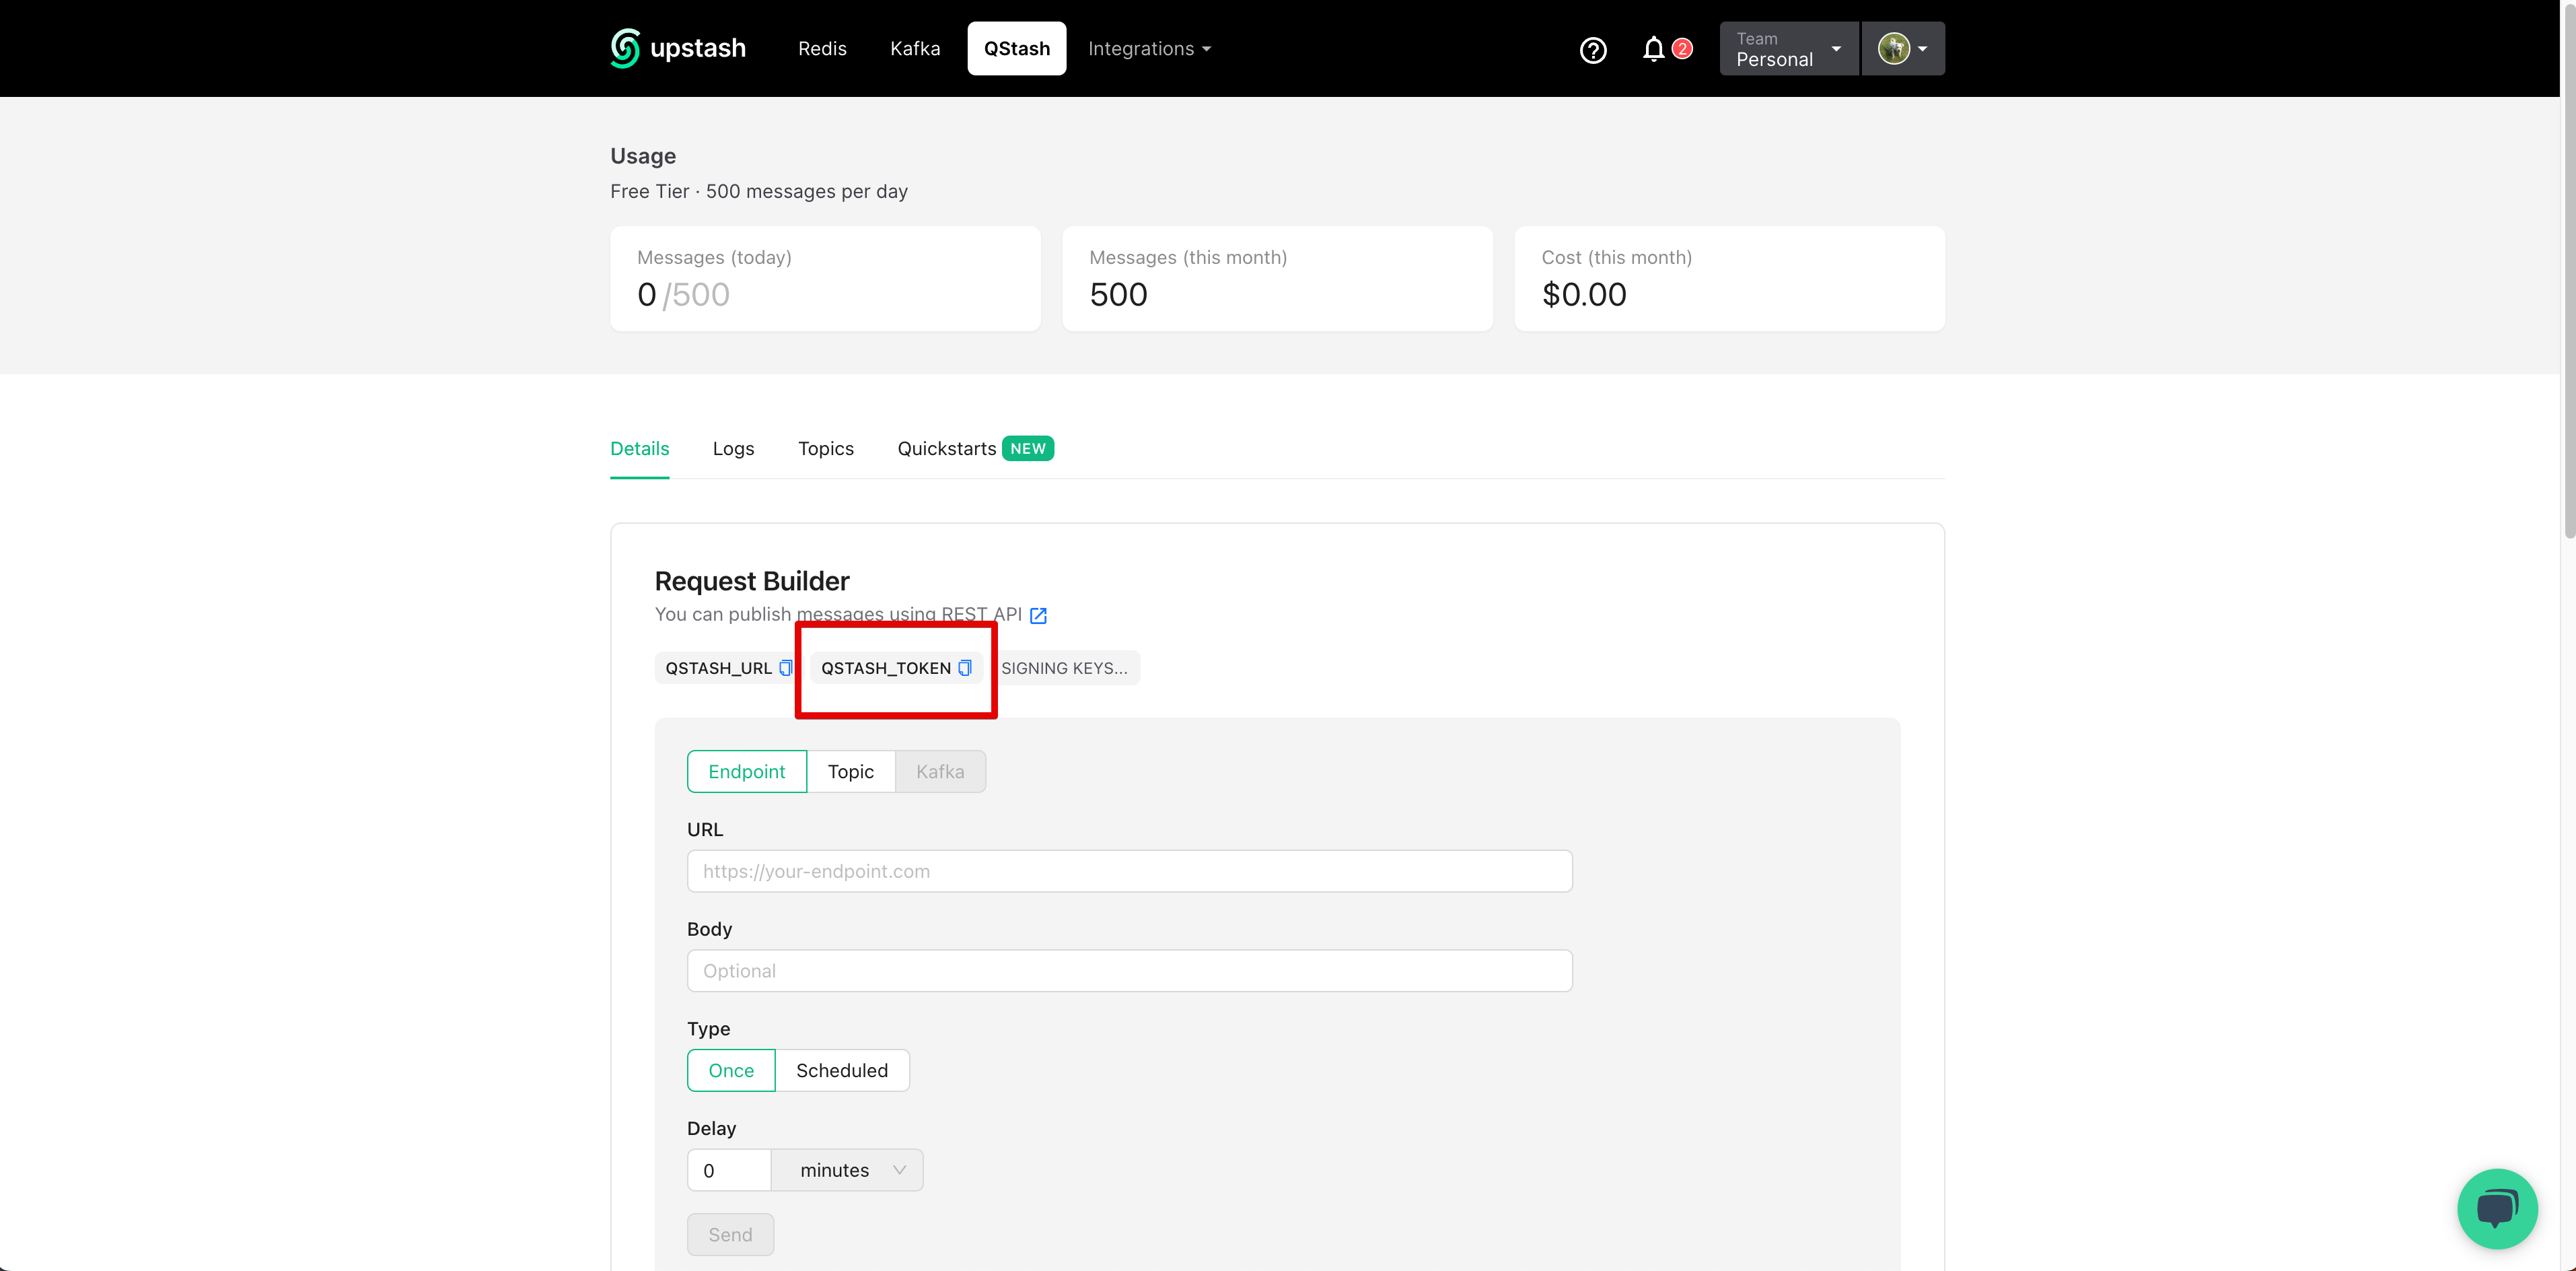 upstash
Redis
Kafka
QStash
Integrations
2
Team
Personal
Usage
Free Tier · 500 messages per day
Messages (today)
0 /500
Messages (this month)
500
Cost (this month)
$0.00
Details
Logs
Topics
Quickstarts NEW
Request Builder
You can publish messages using REST API
QSTASH_URL
QSTASH_TOKEN
SIGNING KEYS...
Endpoint
Topic
Kafka
URL
https://your-endpoint.com
Body
Optional
Type
Once
Scheduled
Delay
0
minutes
Send